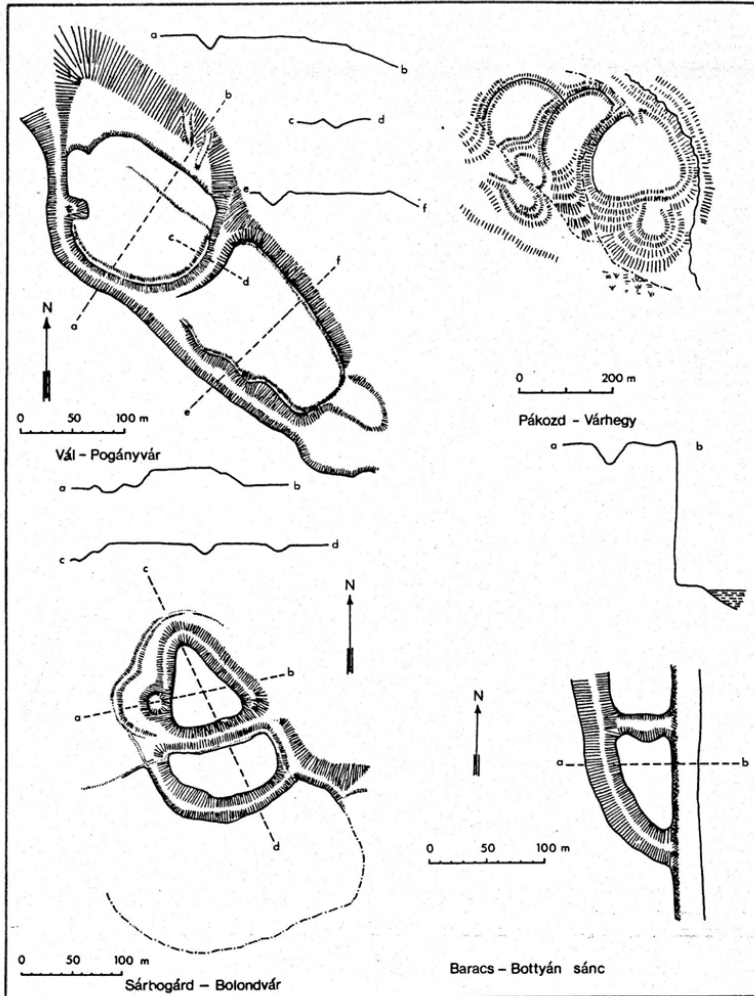 a b
c d
e f
b
c
d
f
a
e
N
0 50 100 m
Vál – Pogányvár
0 200 m
Pákozd – Várhegy
a b
a b
c d
c
N
b
a
d
0 50 100 m
Sárbogárd – Bolondvár
N
a b
0 50 100 m
Baracs – Bottyán sánc